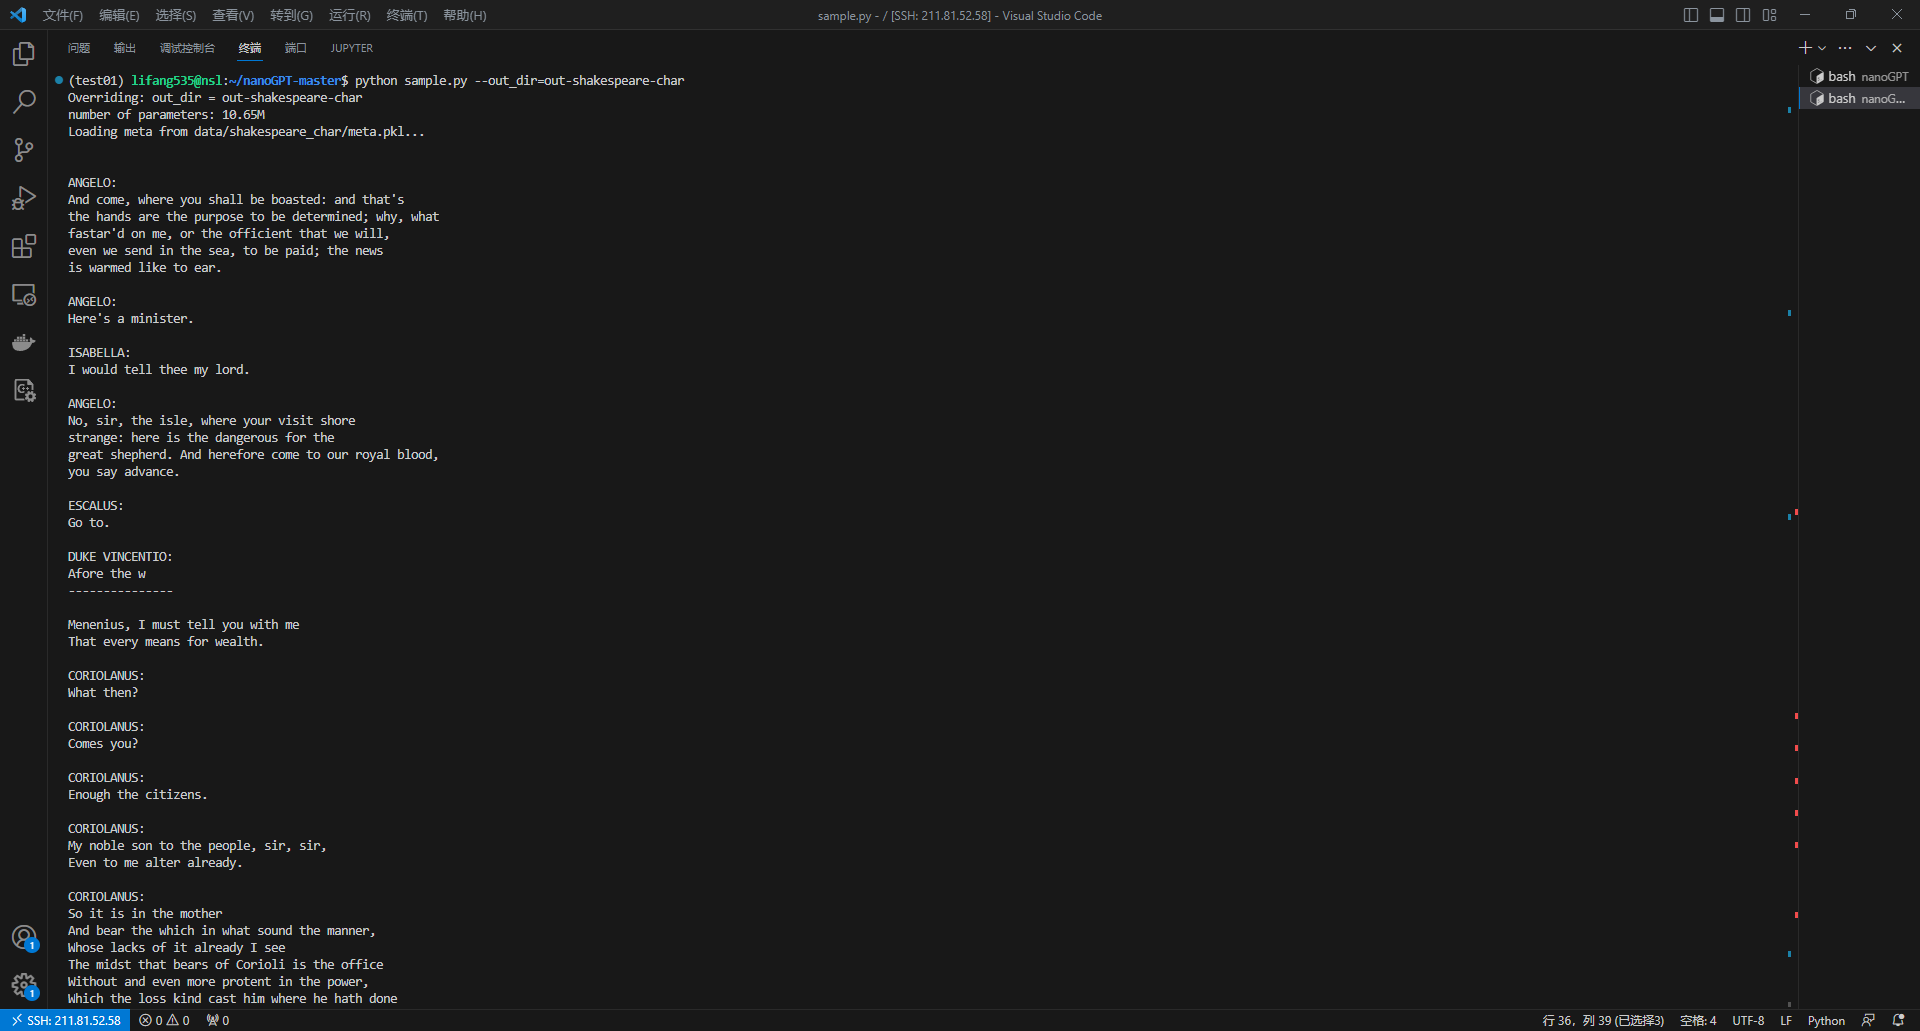 文件(F) 编辑(E) 选择(S) 查看(V) 转到(G) 运行(R) 终端(T) 帮助(H) sample.py - / [SSH: 211.81.52.58] - Visual Studio Code
问题 输出 调试控制台 终端 端口 JUPYTER
bash nanoGPT
bash nanoG...
(test01) lifang535@nsl:~/nanoGPT-master$ python sample.py --out_dir=out-shakespeare-char
Overriding: out_dir = out-shakespeare-char
number of parameters: 10.65M
Loading meta from data/shakespeare_char/meta.pkl...
ANGELO:
And come, where you shall be boasted: and that's
the hands are the purpose to be determined; why, what
fastar'd on me, or the officient that we will,
even we send in the sea, to be paid; the news
is warmed like to ear.
ANGELO:
Here's a minister.
ISABELLA:
I would tell thee my lord.
ANGELO:
No, sir, the isle, where your visit shore
strange: here is the dangerous for the
great shepherd. And herefore come to our royal blood,
you say advance.
ESCALUS:
Go to.
DUKE VINCENTIO:
Afore the w
---------------
Menenius, I must tell you with me
That every means for wealth.
CORIOLANUS:
What then?
CORIOLANUS:
Comes you?
CORIOLANUS:
Enough the citizens.
CORIOLANUS:
My noble son to the people, sir, sir,
Even to me alter already.
CORIOLANUS:
So it is in the mother
And bear the which in what sound the manner,
Whose lacks of it already I see
The midst that bears of Corioli is the office
Without and even more protent in the power,
Which the loss kind cast him where he hath done
1
1
SSH: 211.81.52.58 0 0 0 行 36，列 39 (已选择3) 空格: 4 UTF-8 LF Python